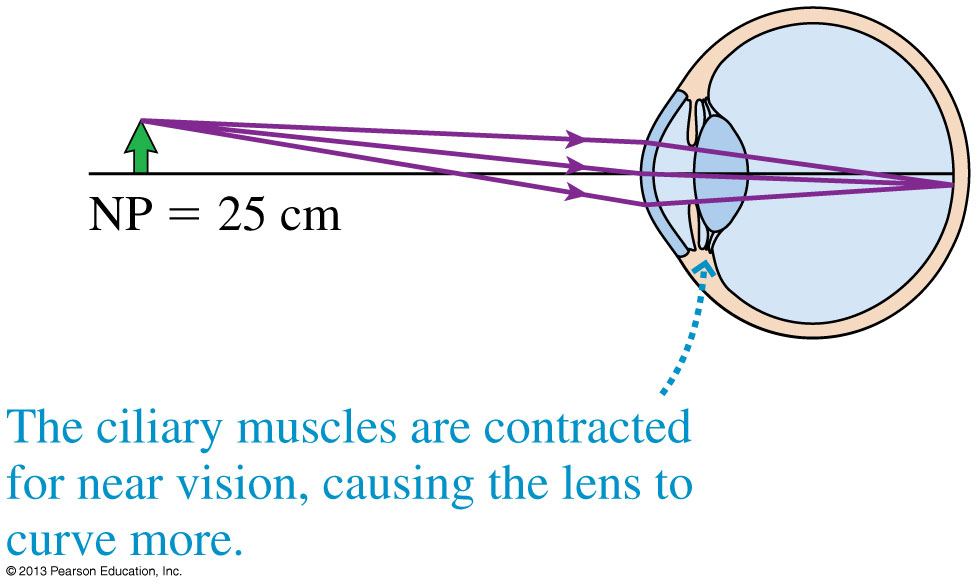 NP = 25 cm
The ciliary muscles are contracted
for near vision, causing the lens to
curve more.
© 2013 Pearson Education, Inc.